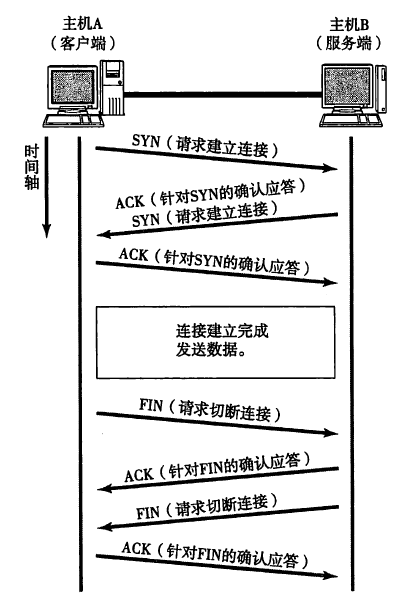 主机A
（客户端）
主机B
（服务端）
时间轴
SYN（请求建立连接）
ACK（针对SYN的确认应答）
SYN（请求建立连接）
ACK（针对SYN的确认应答）
连接建立完成
发送数据。
FIN（请求切断连接）
ACK（针对FIN的确认应答）
FIN（请求切断连接）
ACK（针对FIN的确认应答）